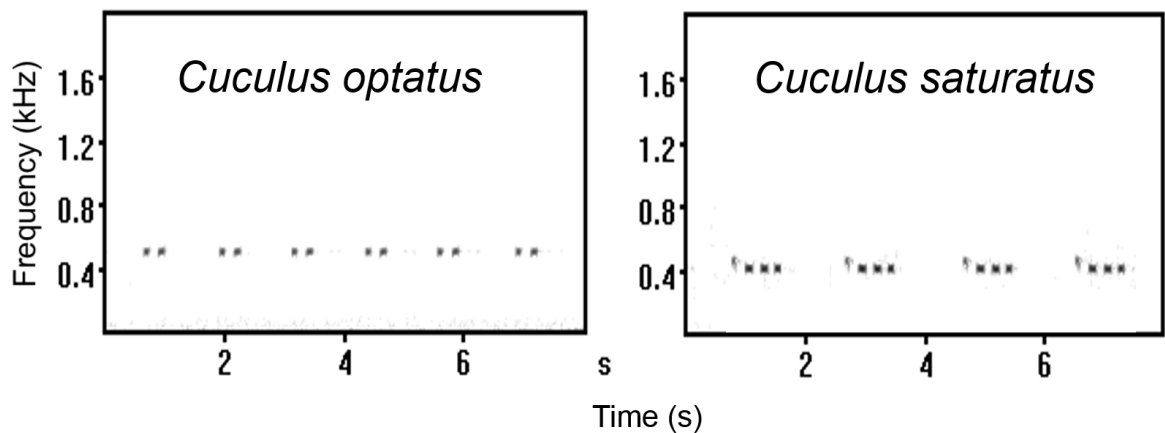 Frequency (kHz)
Cuculus optatus
1.6
1.2
0.8
0.4
2
4
6
s
Cuculus saturatus
1.6
1.2
0.8
0.4
2
4
6
Time (s)